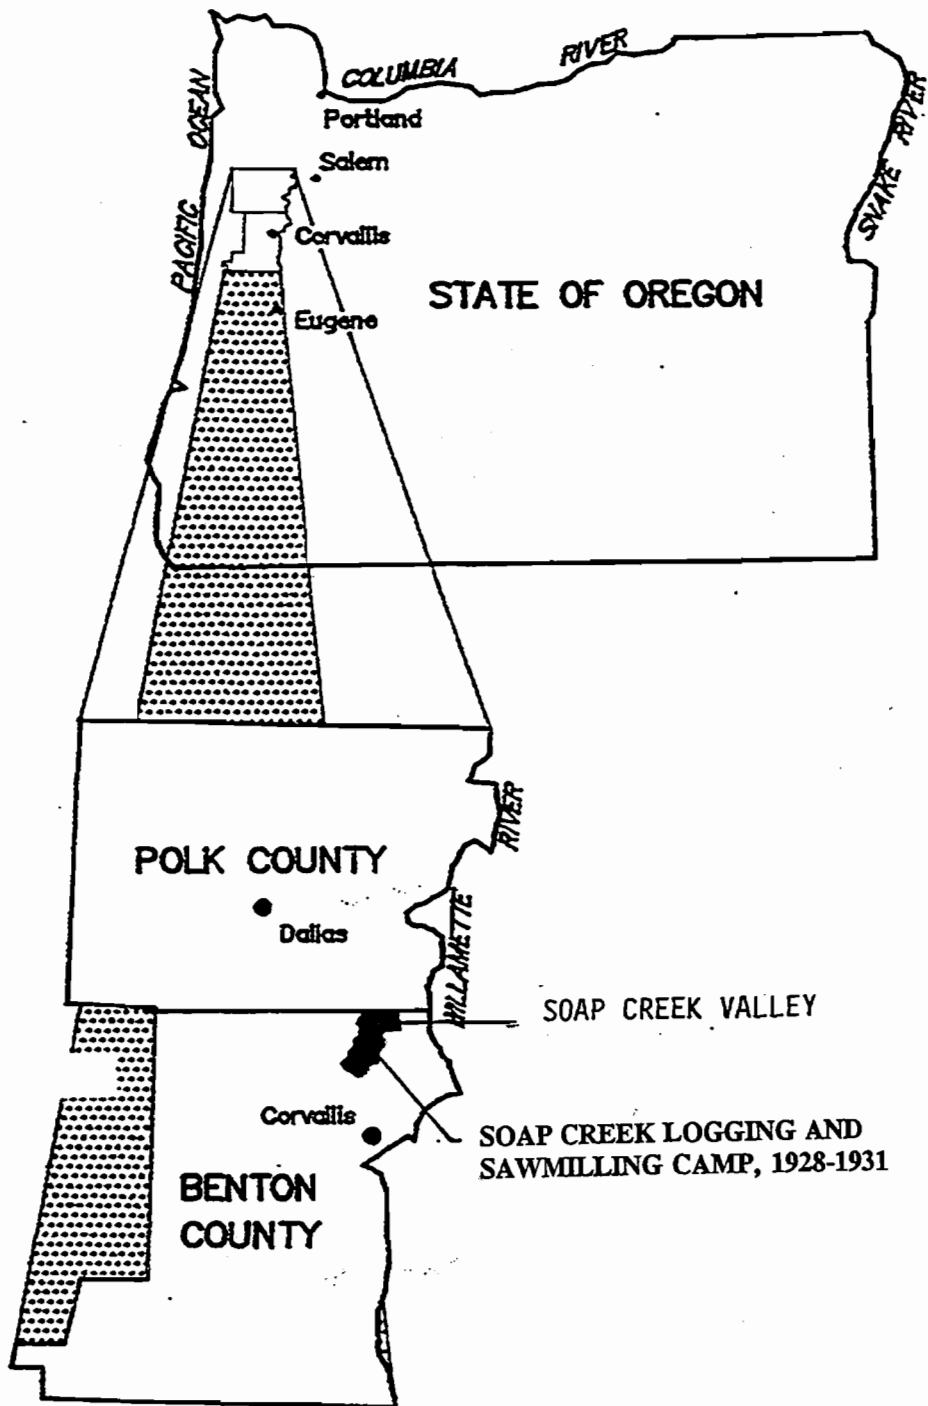 COLUMBIA
RIVER
PACIFIC OCEAN
SNAKE RIVER
Portland
Salem
Corvallis
Eugene
STATE OF OREGON
POLK COUNTY
Dallas
WILLAMETTE RIVER
SOAP CREEK VALLEY
Corvallis
SOAP CREEK LOGGING AND
SAWMILLING CAMP, 1928-1931
BENTON
COUNTY